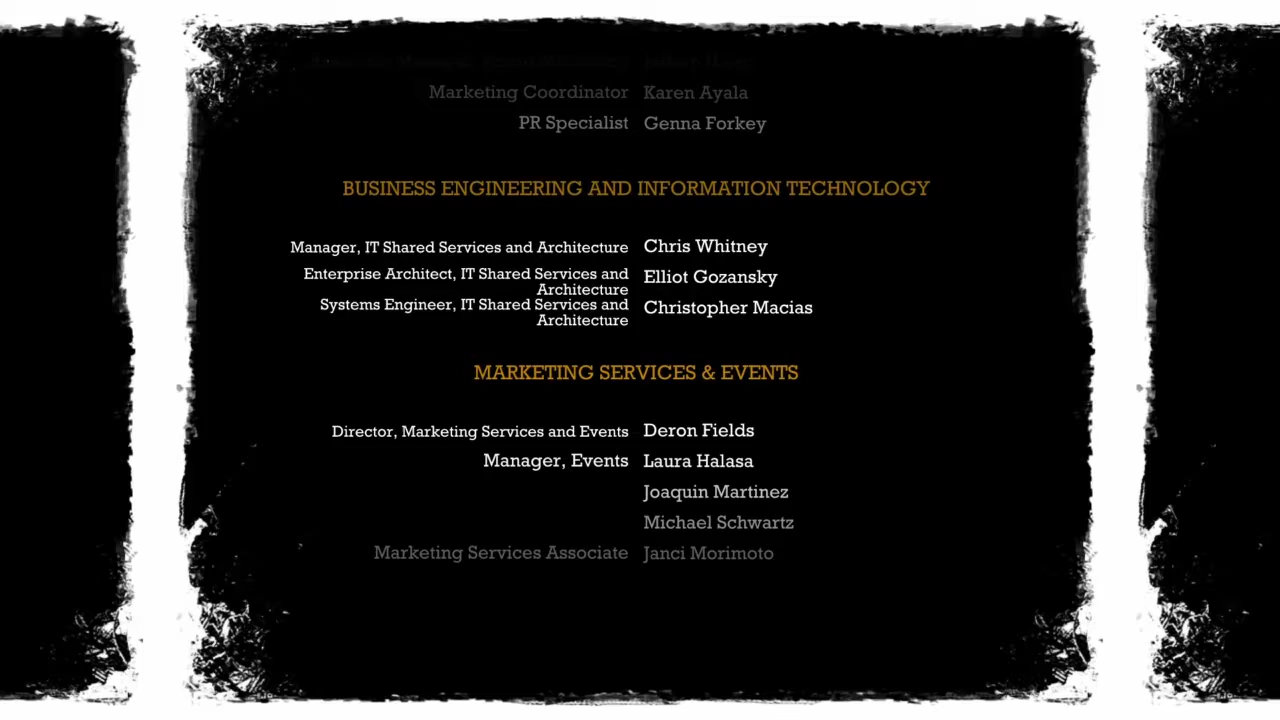 Marketing Coordinator Karen Ayala
PR Specialist Genna Forkey
BUSINESS ENGINEERING AND INFORMATION TECHNOLOGY
Manager, IT Shared Services and Architecture Chris Whitney
Enterprise Architect, IT Shared Services and
Architecture
Elliot Gozansky
Systems Engineer, IT Shared Services and
Architecture
Christopher Macias
MARKETING SERVICES & EVENTS
Director, Marketing Services and Events Deron Fields
Manager, Events Laura Halasa
Joaquin Martinez
Michael Schwartz
Marketing Services Associate Janci Morimoto